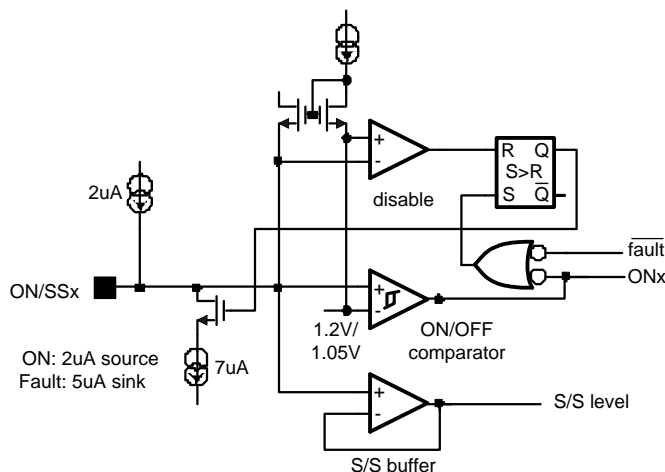 R Q
S>R
S Q̅
disable
2uA
f̅a̅u̅l̅t̅
ONx
ON/SSx
+
-
+
-
1.2V/
1.05V
ON/OFF
comparator
7uA
ON: 2uA source
Fault: 5uA sink
+
-
S/S level
S/S buffer